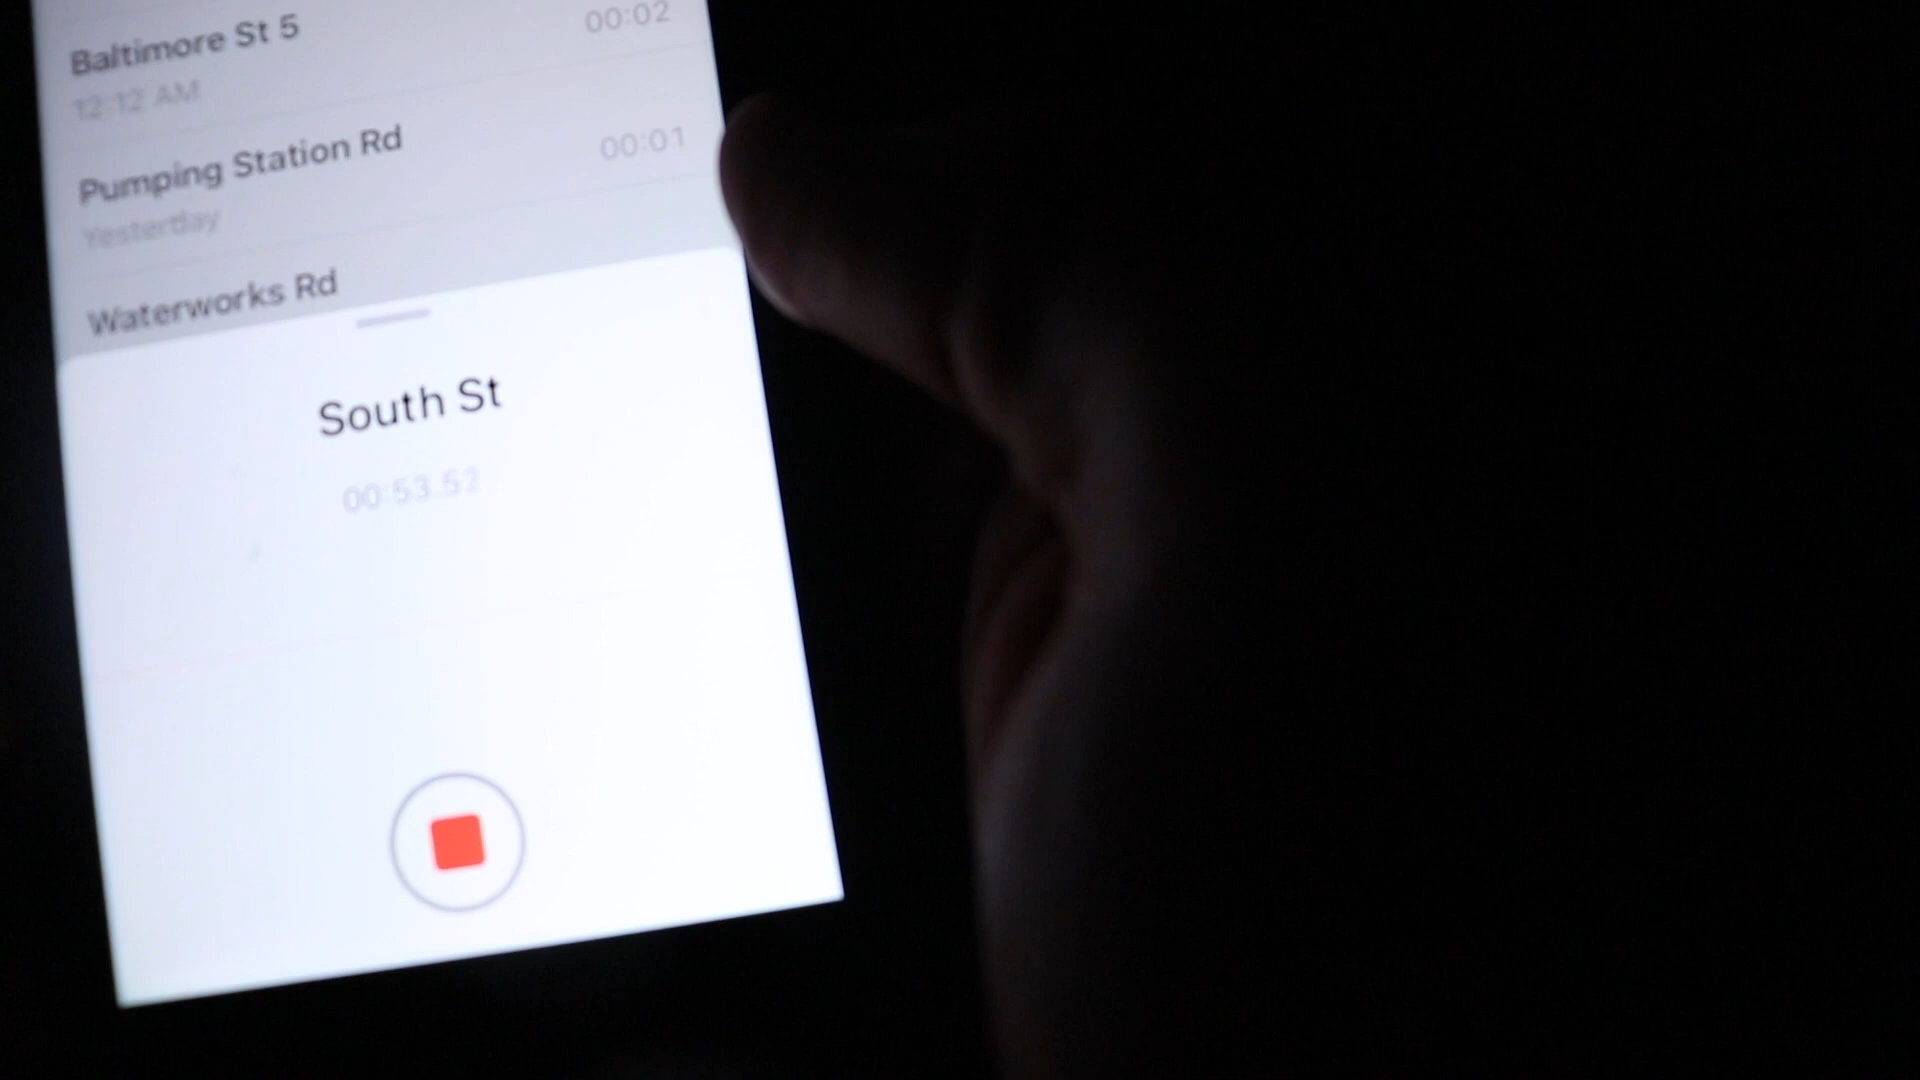 Baltimore St 5
00:02
12:12 AM
Pumping Station Rd
00:01
Yesterday
Waterworks Rd
South St
00:53.52